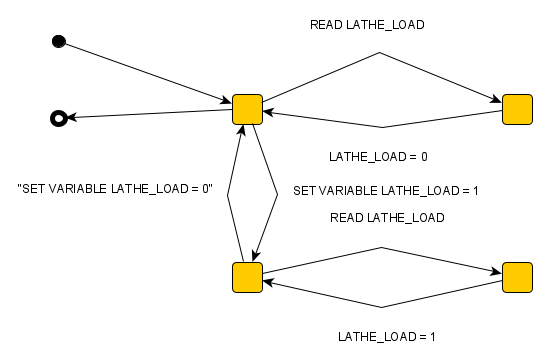 READ LATHE_LOAD
LATHE_LOAD = 0
"SET VARIABLE LATHE_LOAD = 0"
SET VARIABLE LATHE_LOAD = 1
READ LATHE_LOAD
LATHE_LOAD = 1